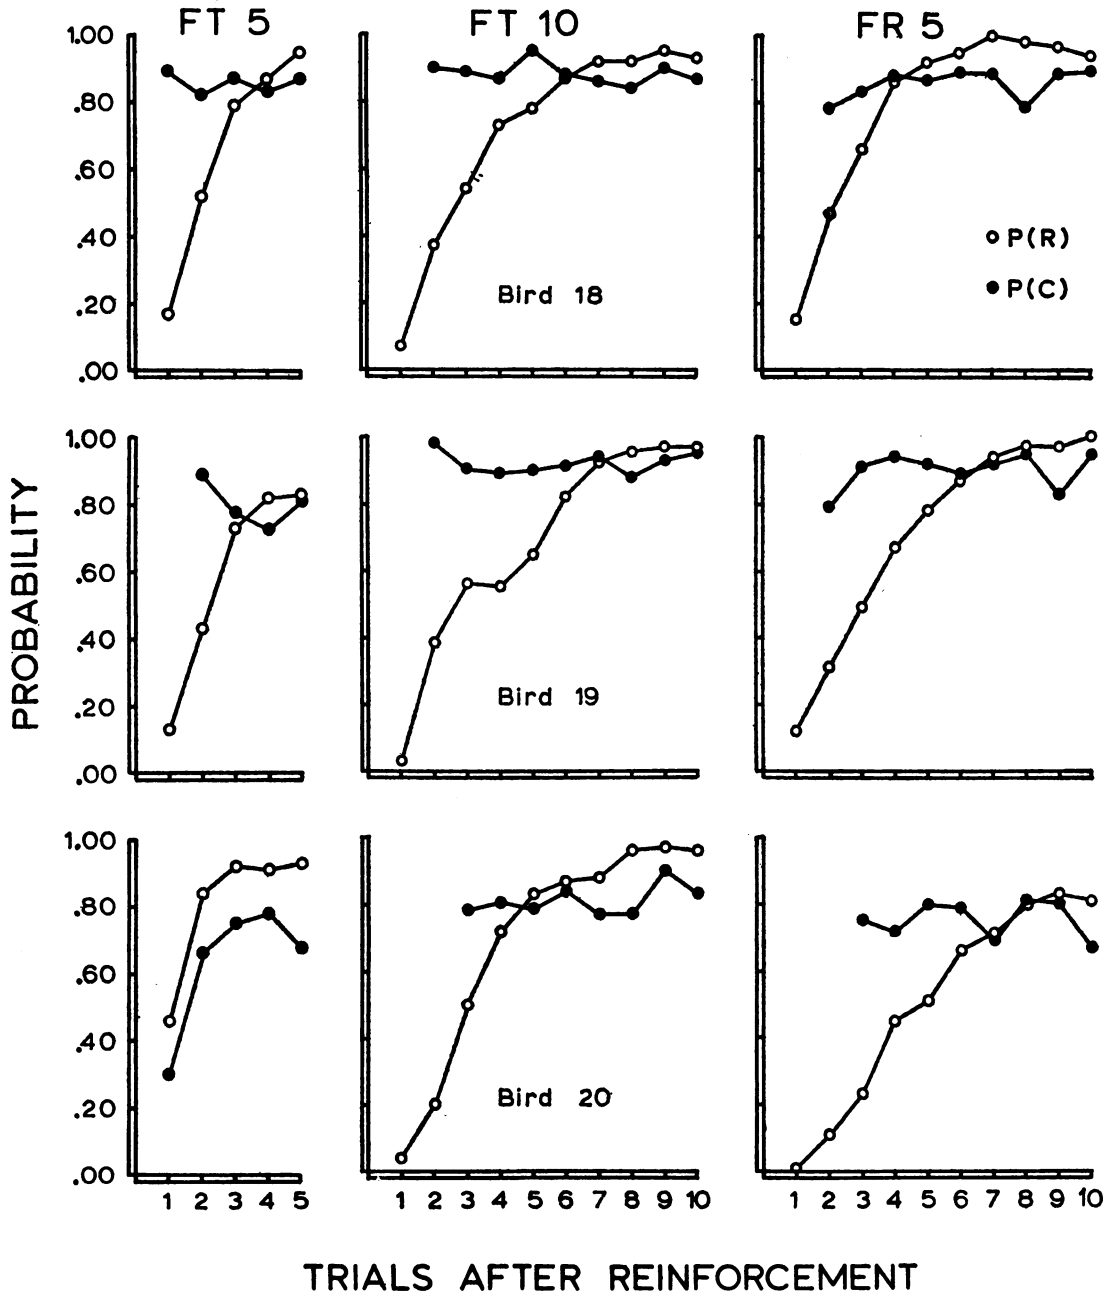 FT 5 FT 10 FR 5
1.00
.80
.60
.40
.20
.00
P(R)
P(C)
Bird 18
1.00
.80
.60
.40
.20
.00
Bird 19
PROBABILITY
1.00
.80
.60
.40
.20
.00
Bird 20
1 2 3 4 5 1 2 3 4 5 6 7 8 9 10 1 2 3 4 5 6 7 8 9 10
TRIALS AFTER REINFORCEMENT